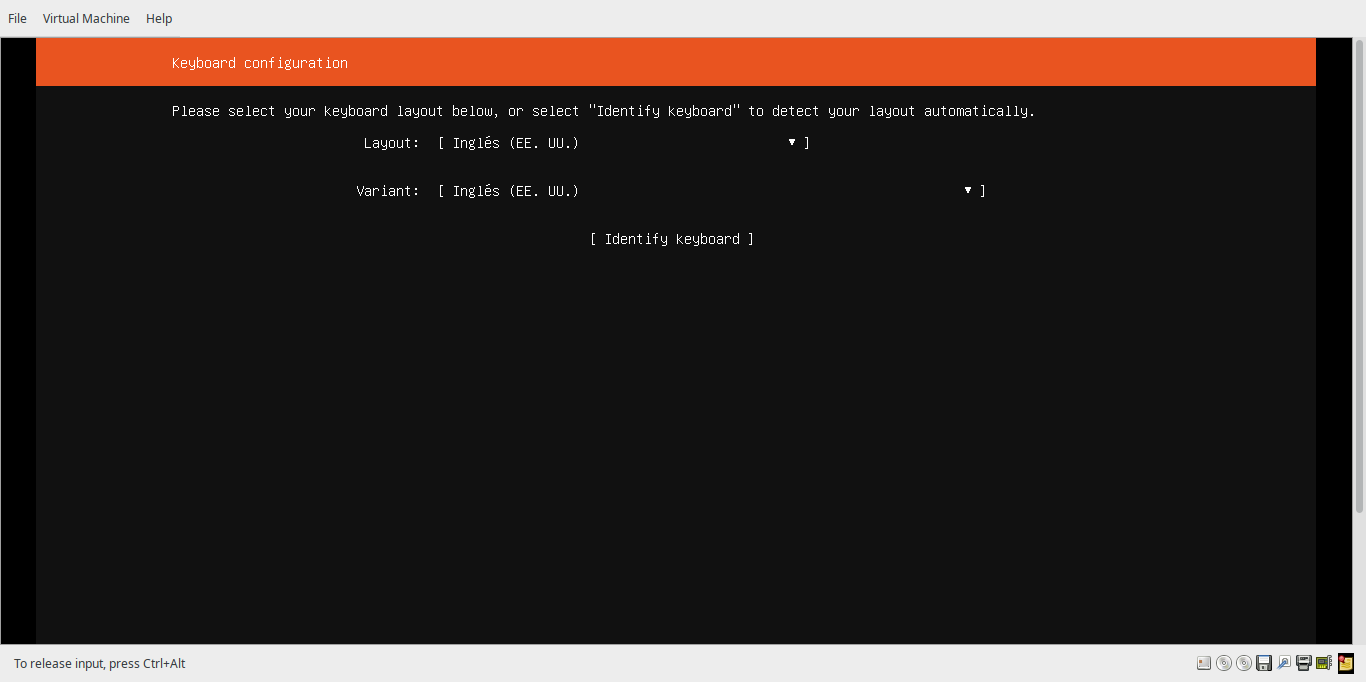 File Virtual Machine Help
Keyboard configuration
Please select your keyboard layout below, or select "Identify keyboard" to detect your layout automatically.
Layout: [ Inglés (EE. UU.) ▾ ]
Variant: [ Inglés (EE. UU.) ▾ ]
[ Identify keyboard ]
To release input, press Ctrl+Alt